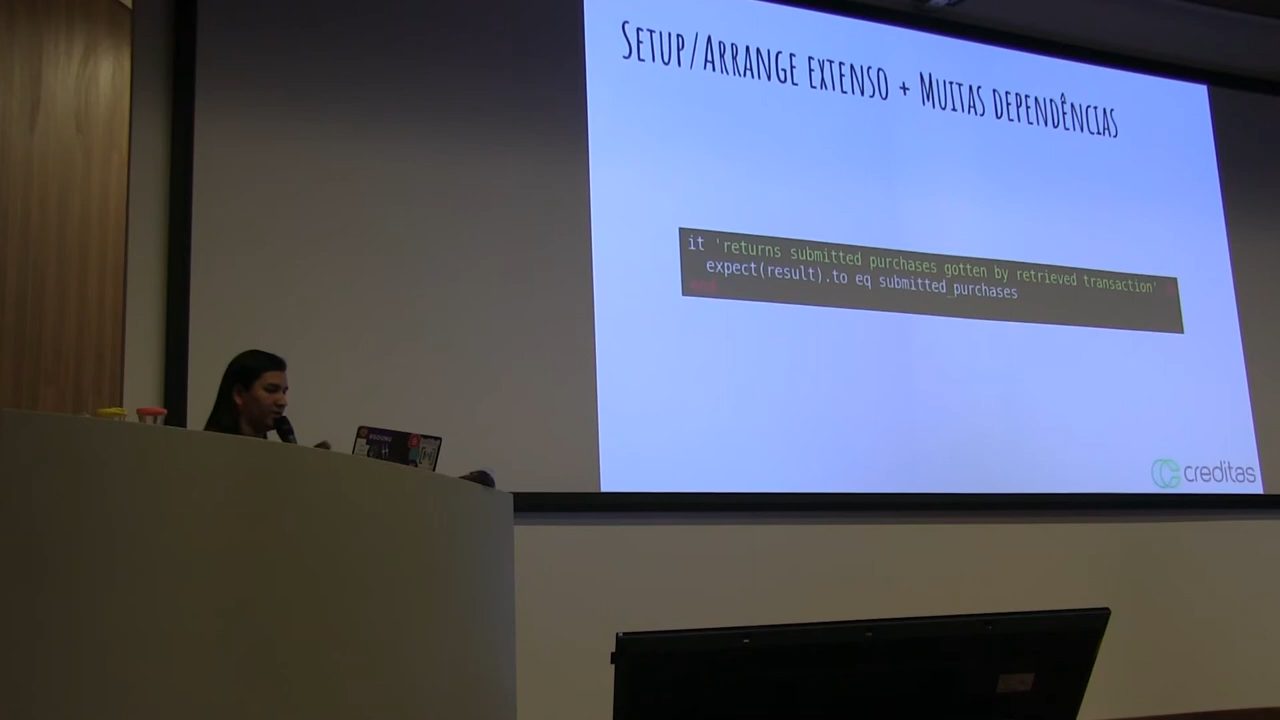 SETUP/ARRANGE EXTENSO + MUITAS DEPENDÊNCIAS
it 'returns submitted purchases gotten by retrieved transaction'
expect(result).to eq submitted_purchases
creditas